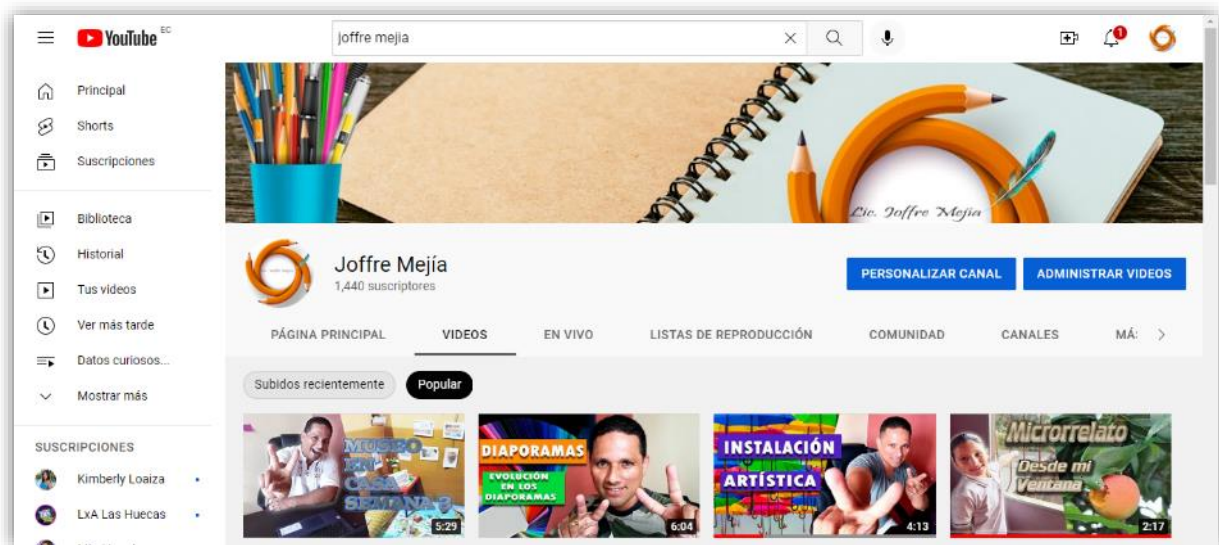 YouTube EC
joffre mejia
1
Principal
Shorts
Suscripciones
Biblioteca
Historial
Tus videos
Ver más tarde
Datos curiosos...
Mostrar más
SUSCRIPCIONES
Kimberly Loaiza
LxA Las Huecas
Lic. Joffre Mejía
Joffre Mejía
1,440 suscriptores
PERSONALIZAR CANAL
ADMINISTRAR VIDEOS
PÁGINA PRINCIPAL
VIDEOS
EN VIVO
LISTAS DE REPRODUCCIÓN
COMUNIDAD
CANALES
MÁS
Subidos recientemente
Popular
MUSEO
EN
CASA
SEMANA 3
5:29
DIAPORAMAS
EVOLUCIÓN
EN LOS
DIAPORAMAS
6:04
INSTALACIÓN
ARTÍSTICA
4:13
Microrrelato
Desde mi
Ventana
2:17